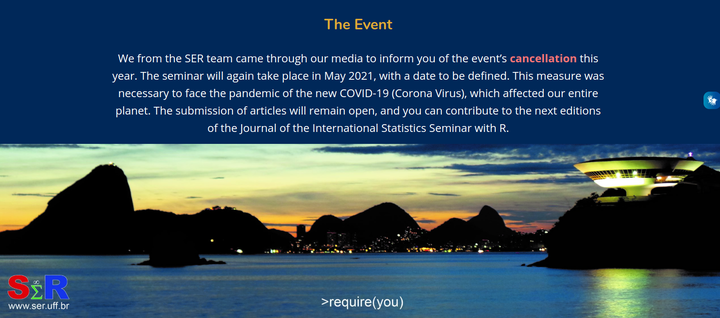 The Event
We from the SER team came through our media to inform you of the event's cancellation this
year. The seminar will again take place in May 2021, with a date to be defined. This measure was
necessary to face the pandemic of the new COVID-19 (Corona Virus), which affected our entire
planet. The submission of articles will remain open, and you can contribute to the next editions
of the Journal of the International Statistics Seminar with R.
SΣR
www.ser.uff.br
>require(you)